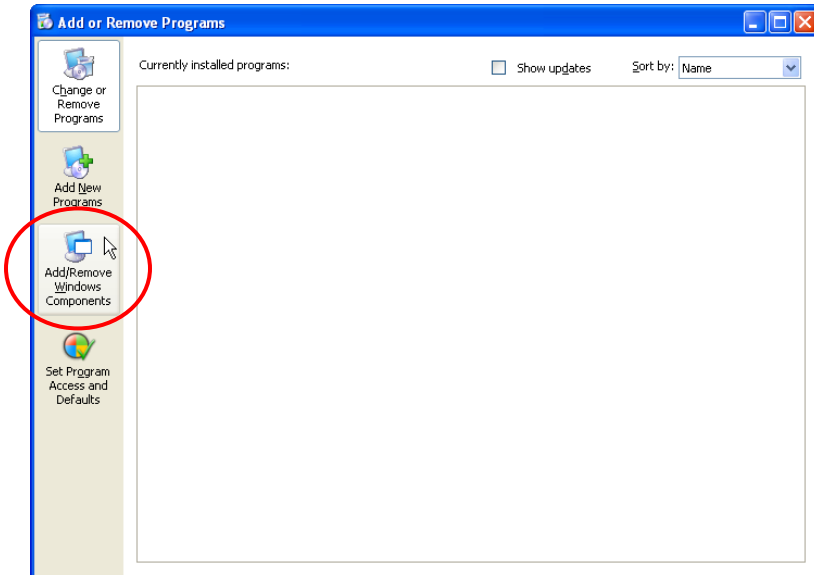 Add or Remove Programs
Change or
Remove
Programs
Currently installed programs:
Show updates
Sort by: Name
Add New
Programs
Add/Remove
Windows
Components
Set Program
Access and
Defaults